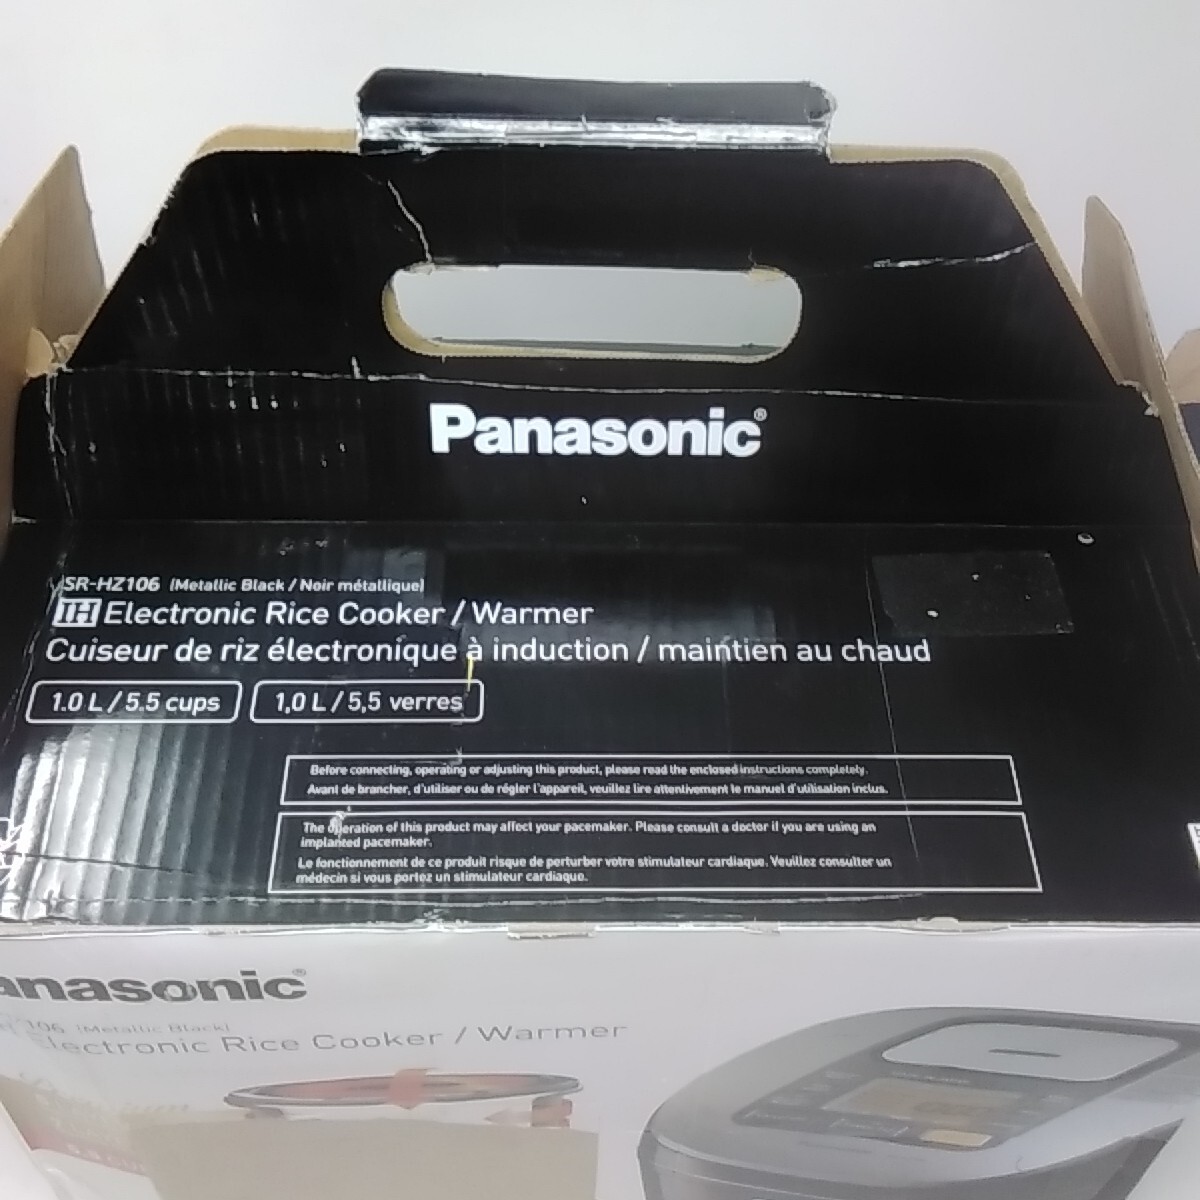 Panasonic®
SR-HZ106 (Metallic Black / Noir métallique)
IH Electronic Rice Cooker / Warmer
Cuiseur de riz électronique à induction / maintien au chaud
1.0 L / 5.5 cups
1,0 L / 5,5 verres
Before connecting, operating or adjusting this product, please read the enclosed instructions completely.
Avant de brancher, d'utiliser ou de régler l'appareil, veuillez lire attentivement le manuel d'utilisation inclus.
The operation of this product may affect your pacemaker. Please consult a doctor if you are using an
implanted pacemaker.
Le fonctionnement de ce produit risque de perturber votre stimulateur cardiaque. Veuillez consulter un
médecin si vous portez un stimulateur cardiaque.
anasonic®
106 (Metallic Black)
Electronic Rice Cooker / Warmer